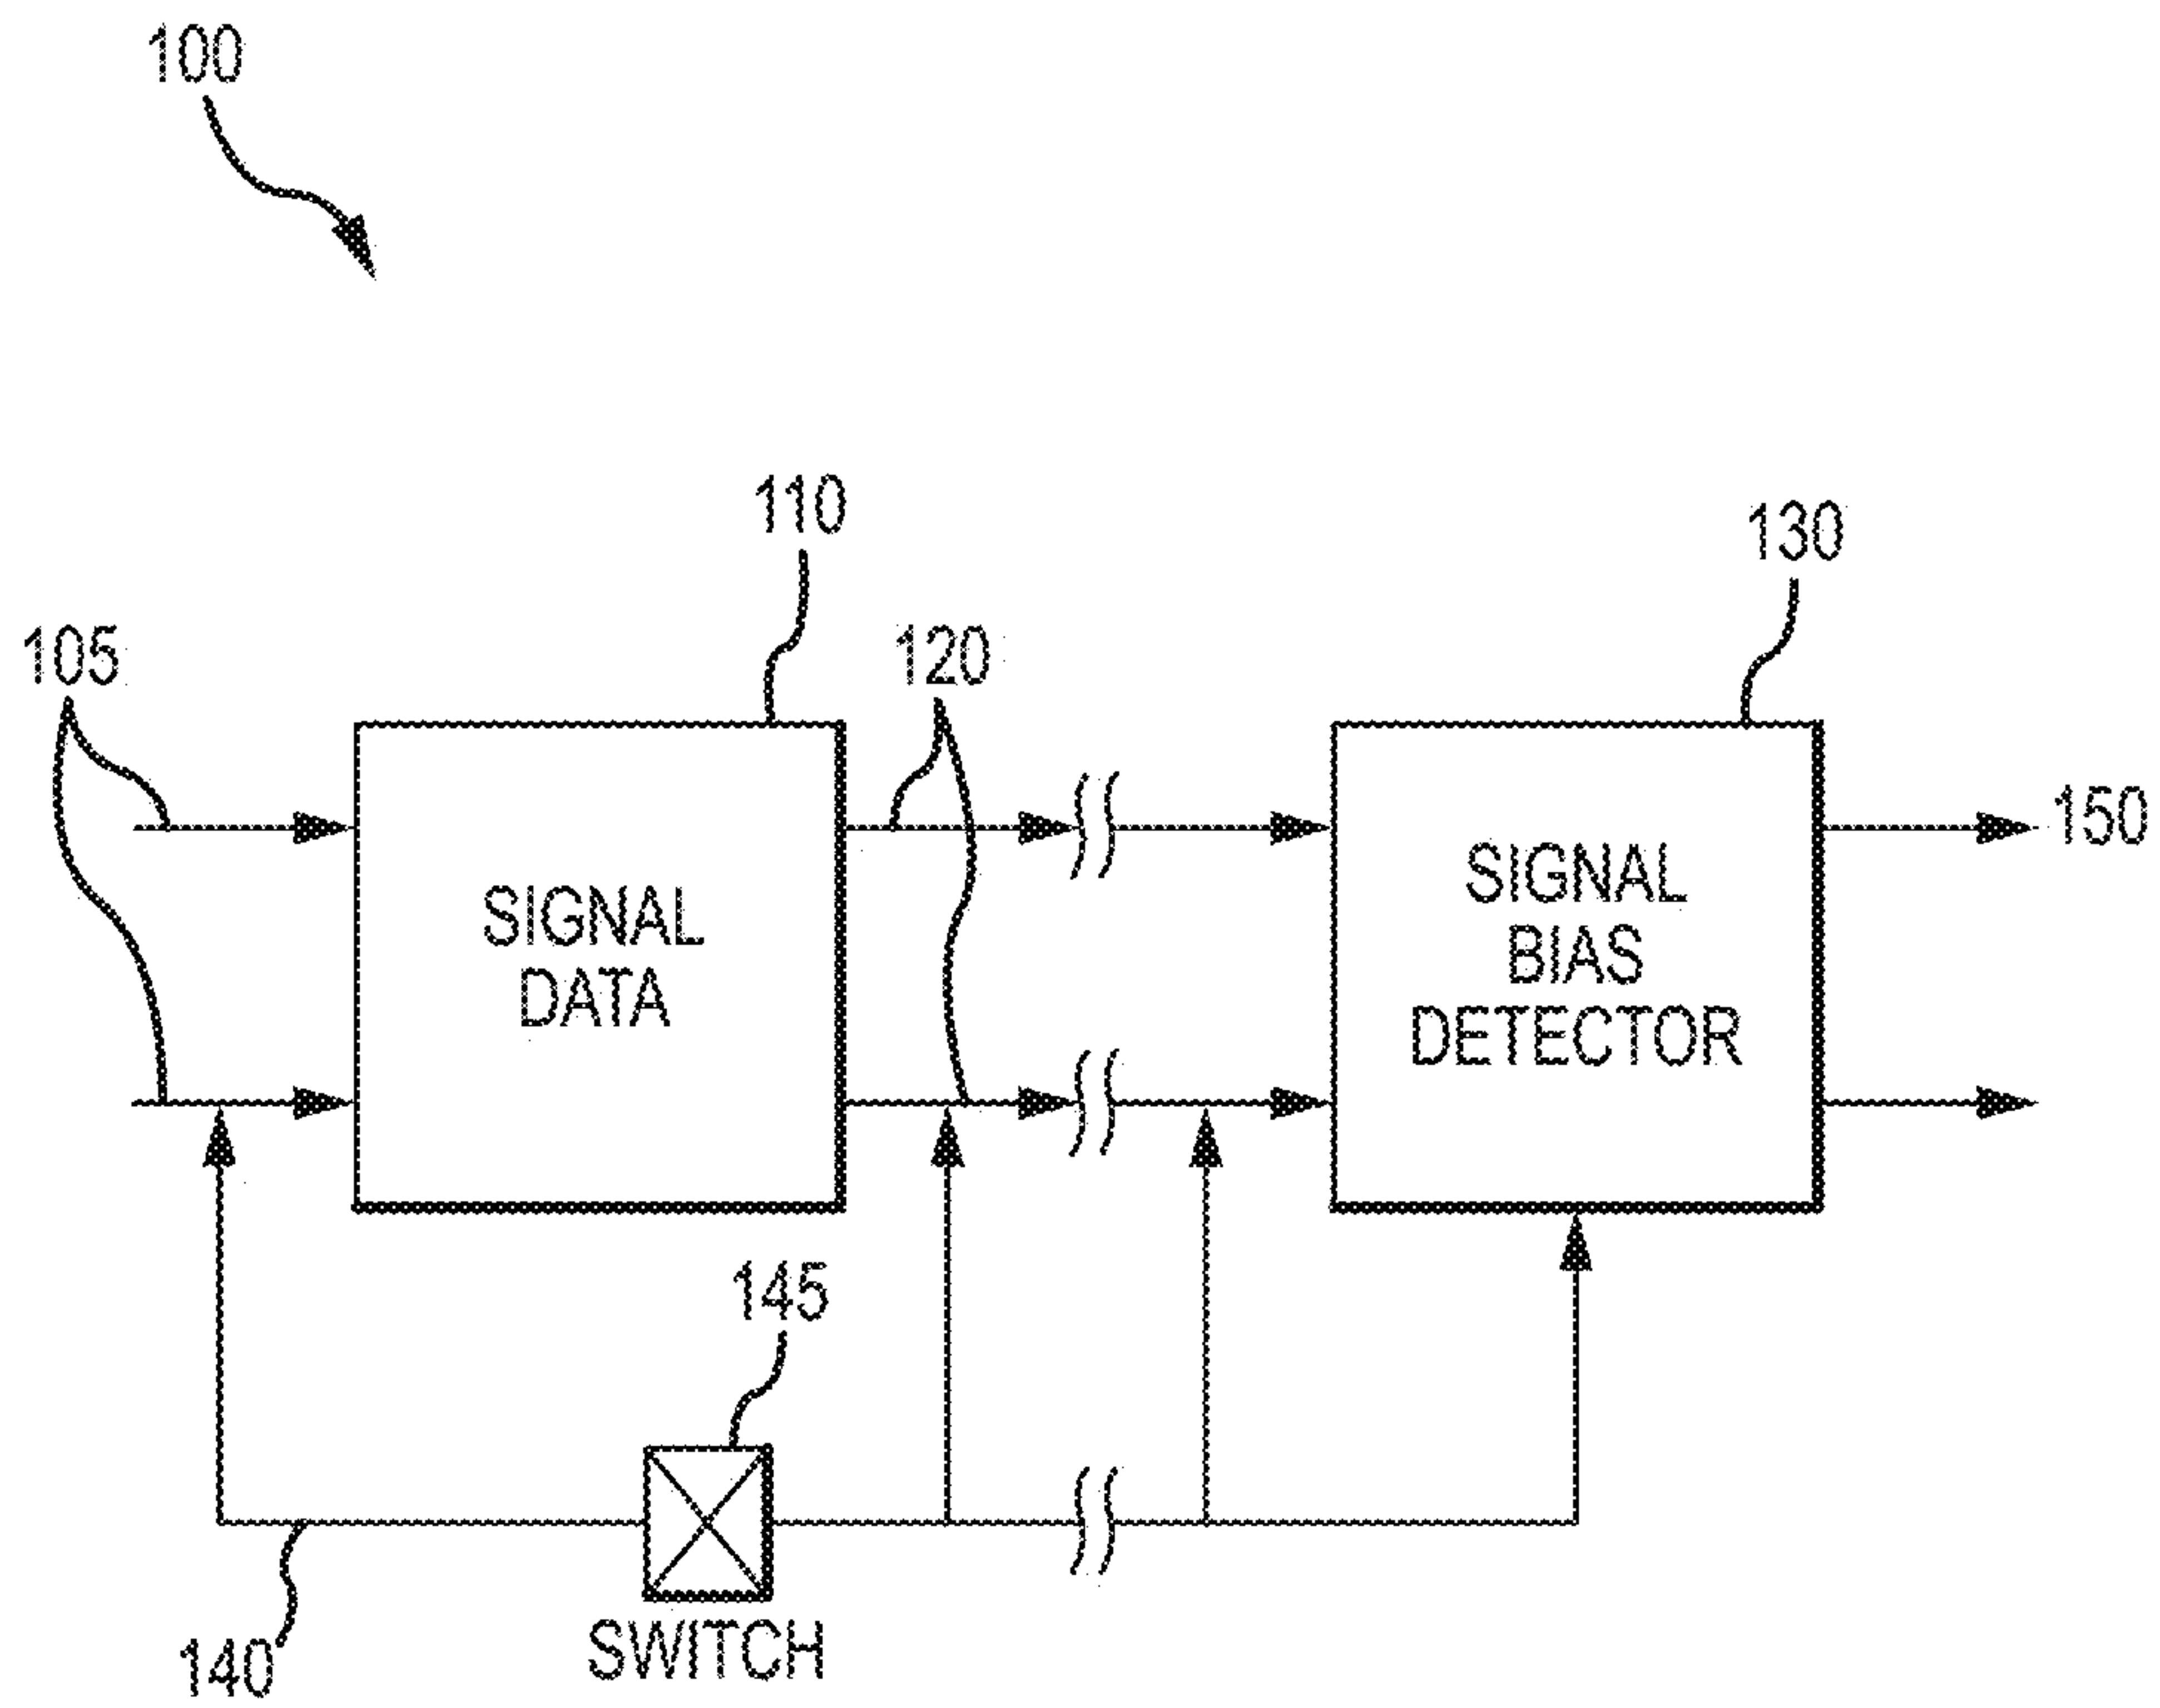 100
110
130
105
120
150
SIGNAL
DATA
SIGNAL
BIAS
DETECTOR
145
SWITCH
140